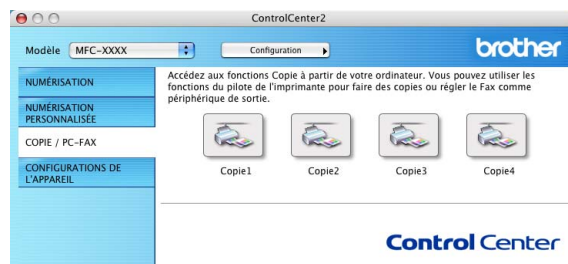 ControlCenter2
Modèle MFC-XXXX Configuration brother
NUMÉRISATION
NUMÉRISATION
PERSONNALISÉE
COPIE / PC-FAX
CONFIGURATIONS DE
L'APPAREIL
Accédez aux fonctions Copie à partir de votre ordinateur. Vous pouvez utiliser les
fonctions du pilote de l'imprimante pour faire des copies ou régler le Fax comme
périphérique de sortie.
Copie1 Copie2 Copie3 Copie4
Control Center